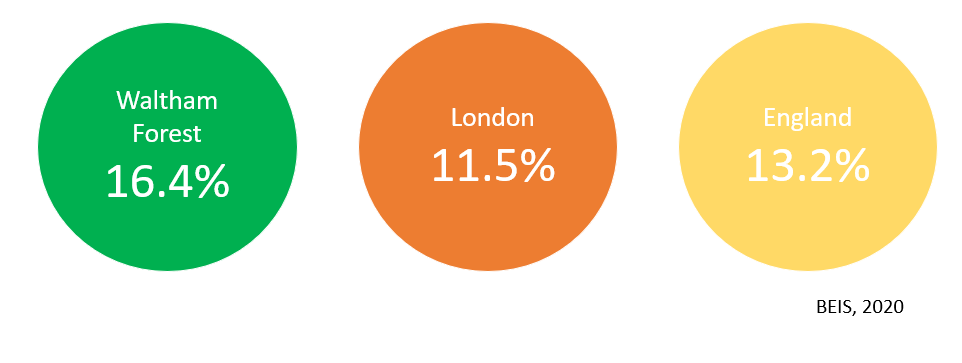 Waltham
Forest
16.4%
London
11.5%
England
13.2%
BEIS, 2020